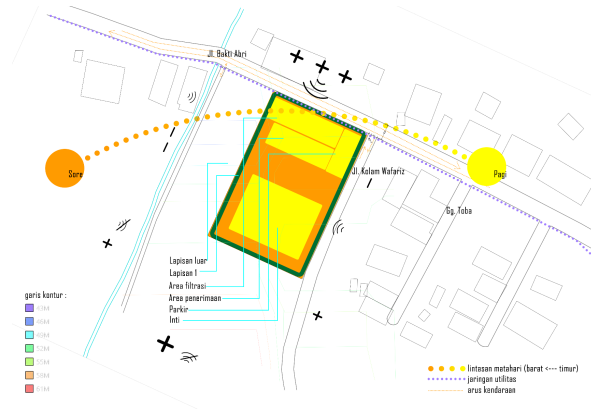 Jl. Bakti Abri
Sore
Pagi
Jl. Kolam Wafariz
Gg. Toba
Lapisan luar
Lapisan 1
Area filtrasi
Area penerimaan
Parkir
Inti
garis kontur :
lintasan matahari (barat <--- timur)
jaringan utilitas
arus kendaraan